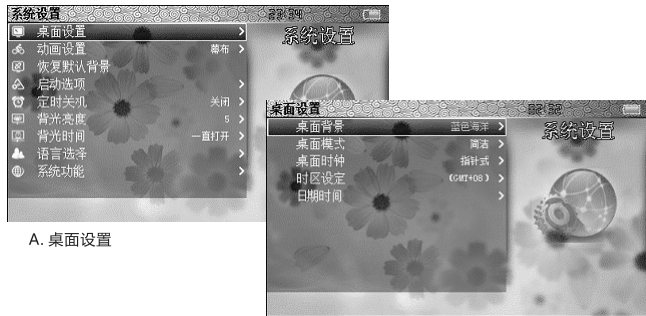 系统设置
23:34
系统设置
桌面设置
动画设置 幕布
恢复默认背景
启动选项
定时关机 关闭
背光亮度 5
背光时间 一直打开
语言选择
系统功能
A. 桌面设置
桌面设置
系统设置
桌面背景 蓝色海洋
桌面模式 简洁
桌面时钟 指针式
时区设定 (GMT+08)
日期时间